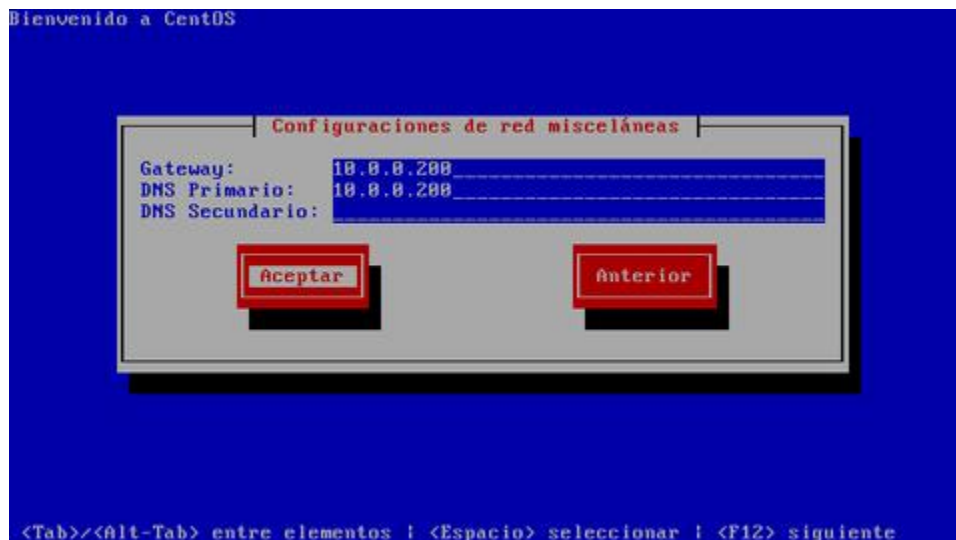 Bienvenido a CentOS
Configuraciones de red misceláneas
Gateway: 10.0.0.200
DNS Primario: 10.0.0.200
DNS Secundario:
Aceptar Anterior
<Tab>/<Alt-Tab> entre elementos | <Espacio> seleccionar | <F12> siguiente